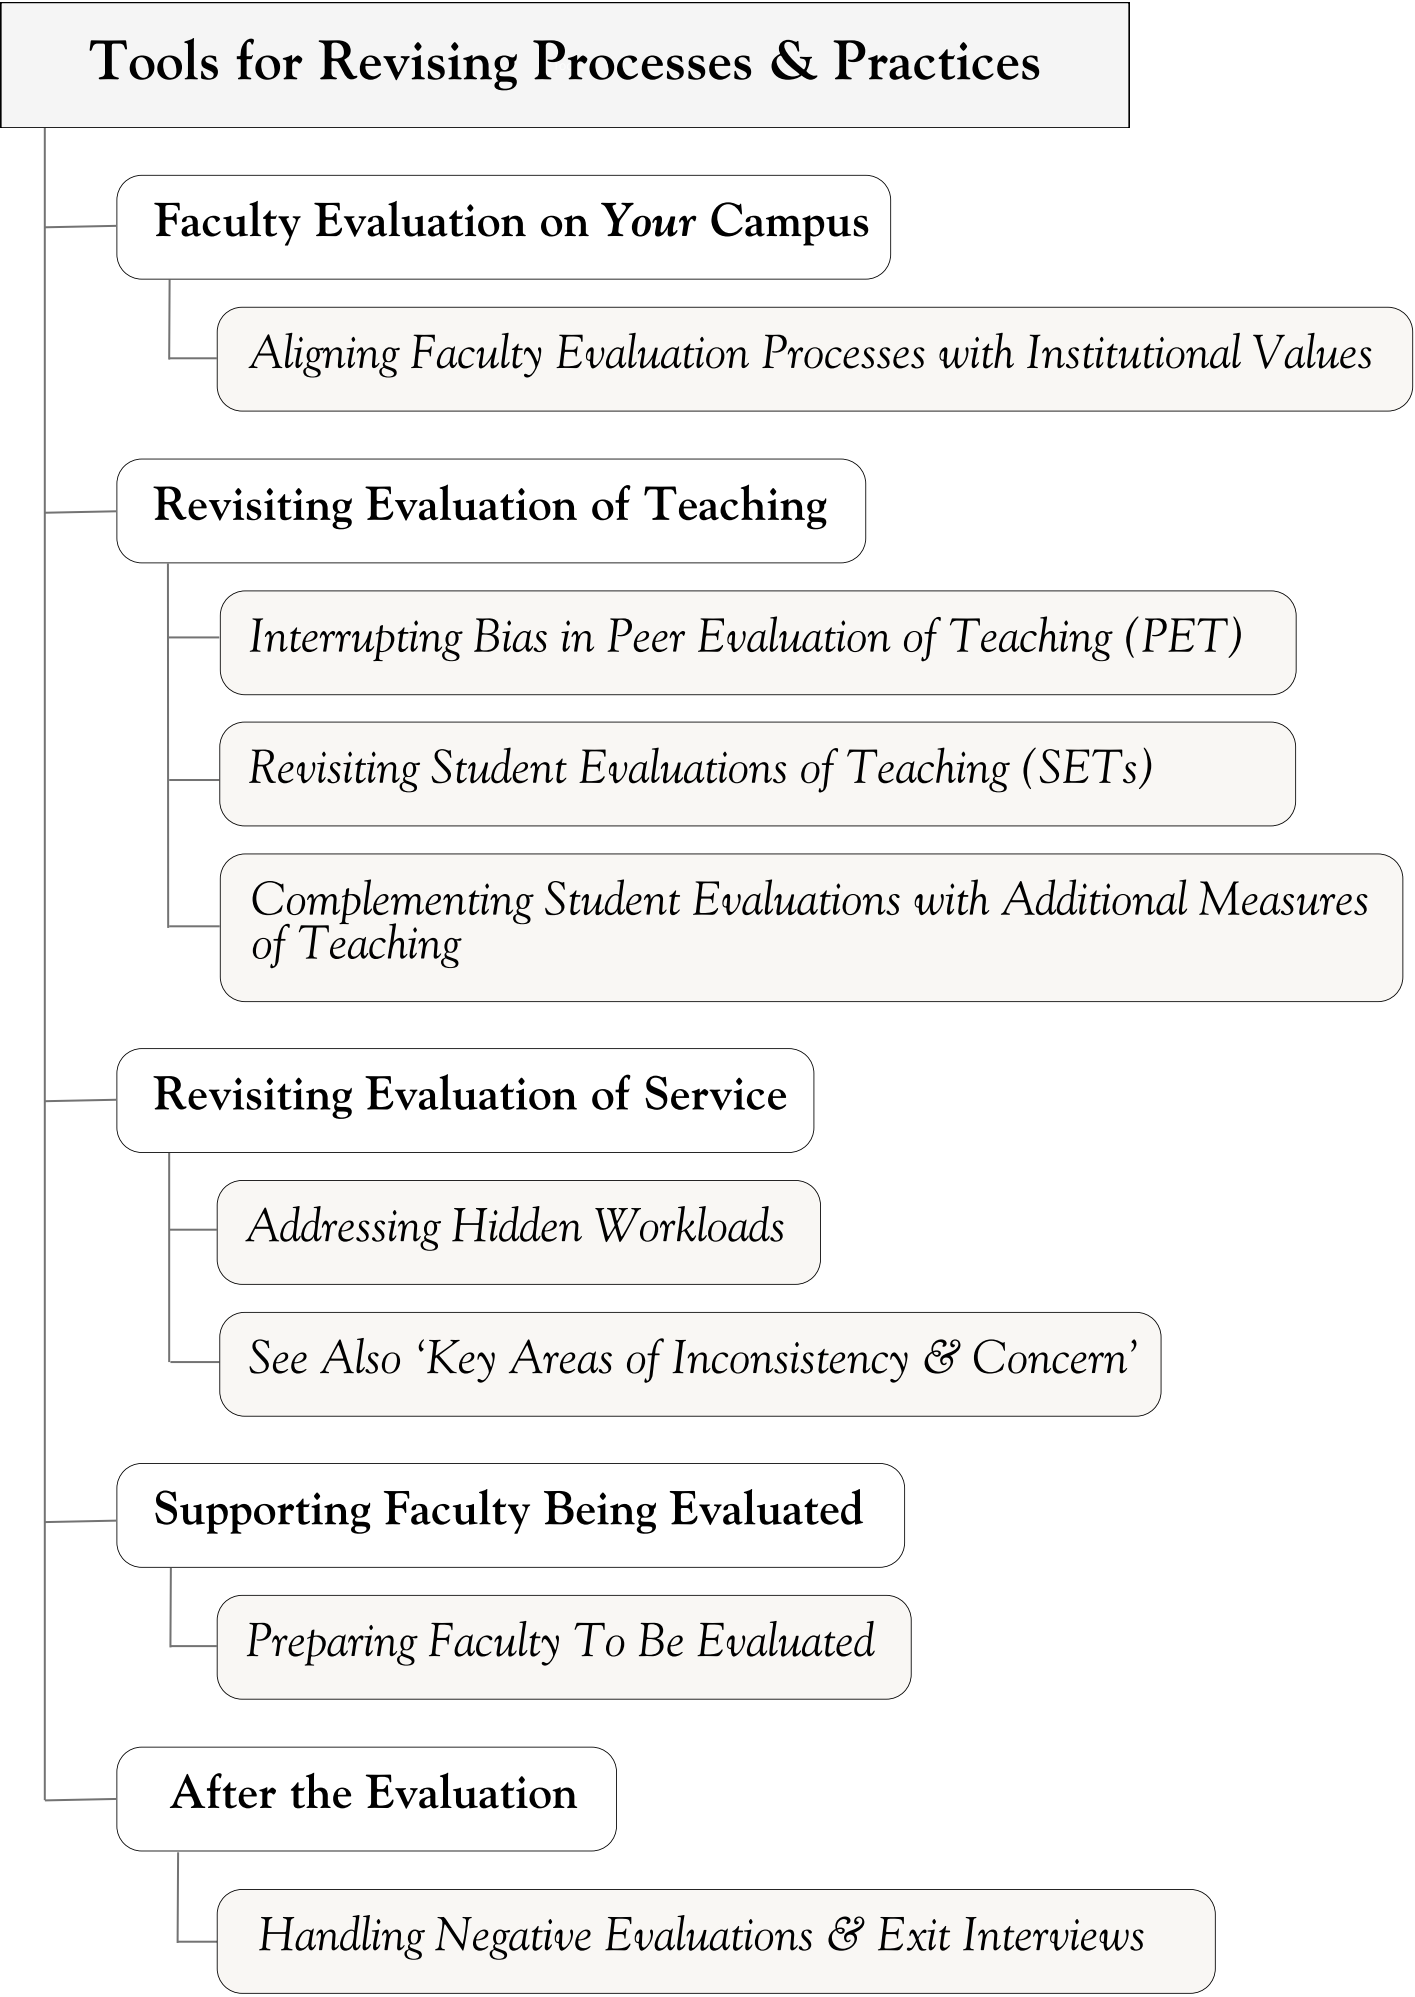 Tools for Revising Processes & Practices
Faculty Evaluation on Your Campus
Aligning Faculty Evaluation Processes with Institutional Values
Revisiting Evaluation of Teaching
Interrupting Bias in Peer Evaluation of Teaching (PET)
Revisiting Student Evaluations of Teaching (SETs)
Complementing Student Evaluations with Additional Measures
of Teaching
Revisiting Evaluation of Service
Addressing Hidden Workloads
See Also ‘Key Areas of Inconsistency & Concern’
Supporting Faculty Being Evaluated
Preparing Faculty To Be Evaluated
After the Evaluation
Handling Negative Evaluations & Exit Interviews